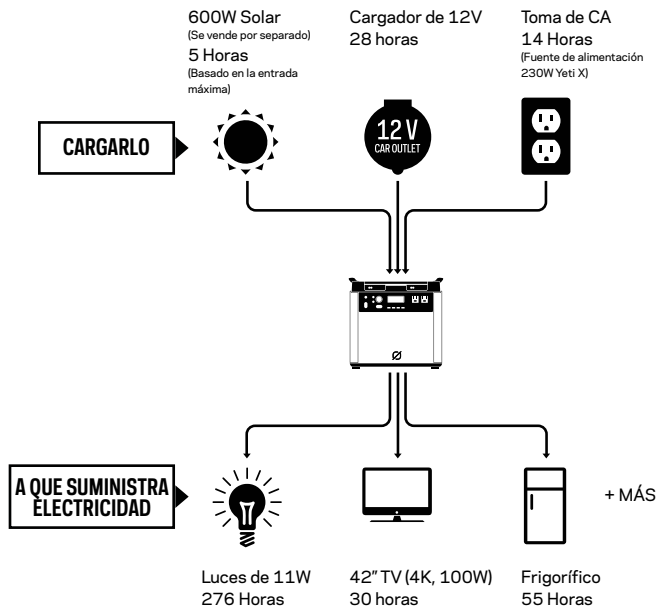 600W Solar
(Se vende por separado)
5 Horas
(Basado en la entrada
máxima)
Cargador de 12V
28 horas
Toma de CA
14 Horas
(Fuente de alimentación
230W Yeti X)
CARGARLO
12 V
CAR OUTLET
A QUE SUMINISTRA
ELECTRICIDAD
+ MÁS
Luces de 11W
276 Horas
42” TV (4K, 100W)
30 horas
Frigorífico
55 Horas